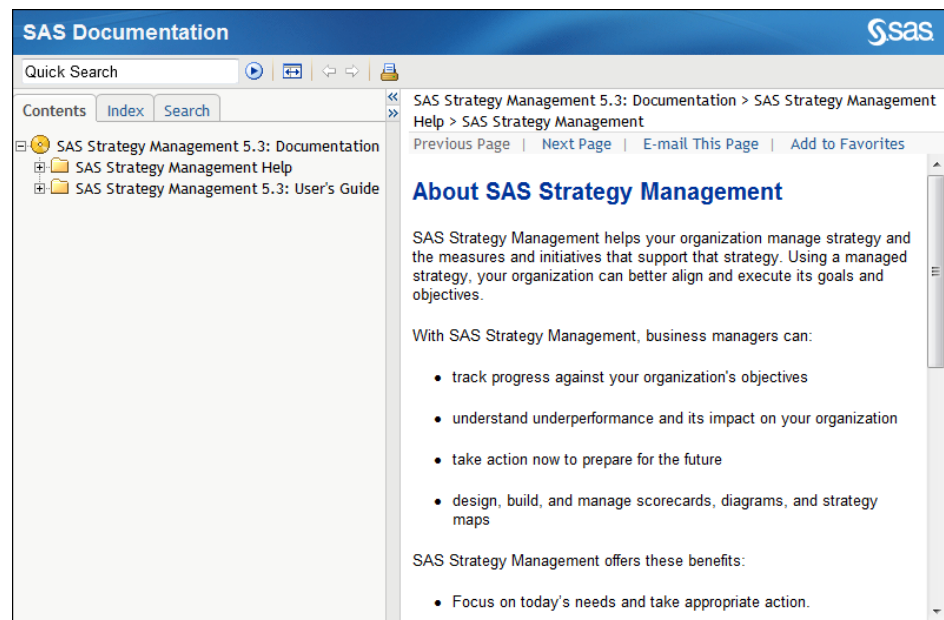 SAS Documentation
sas
Quick Search
Contents
Index
Search
SAS Strategy Management 5.3: Documentation
SAS Strategy Management Help
SAS Strategy Management 5.3: User's Guide
SAS Strategy Management 5.3: Documentation > SAS Strategy Management
Help > SAS Strategy Management
Previous Page | Next Page | E-mail This Page | Add to Favorites
About SAS Strategy Management
SAS Strategy Management helps your organization manage strategy and
the measures and initiatives that support that strategy. Using a managed
strategy, your organization can better align and execute its goals and
objectives.
With SAS Strategy Management, business managers can:
• track progress against your organization's objectives
• understand underperformance and its impact on your organization
• take action now to prepare for the future
• design, build, and manage scorecards, diagrams, and strategy
maps
SAS Strategy Management offers these benefits:
• Focus on today's needs and take appropriate action.